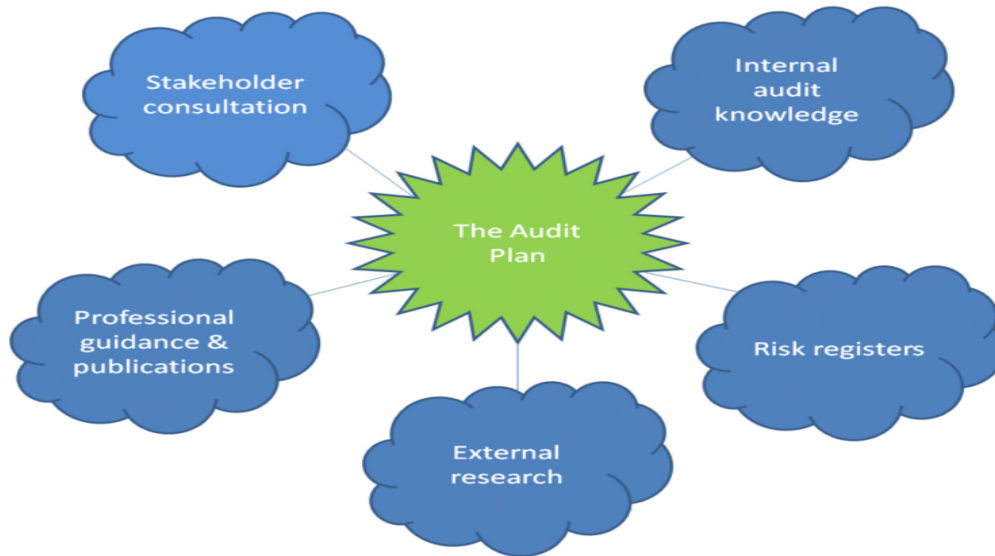 Stakeholder
consultation
Internal
audit
knowledge
The Audit
Plan
Professional
guidance &
publications
Risk registers
External
research